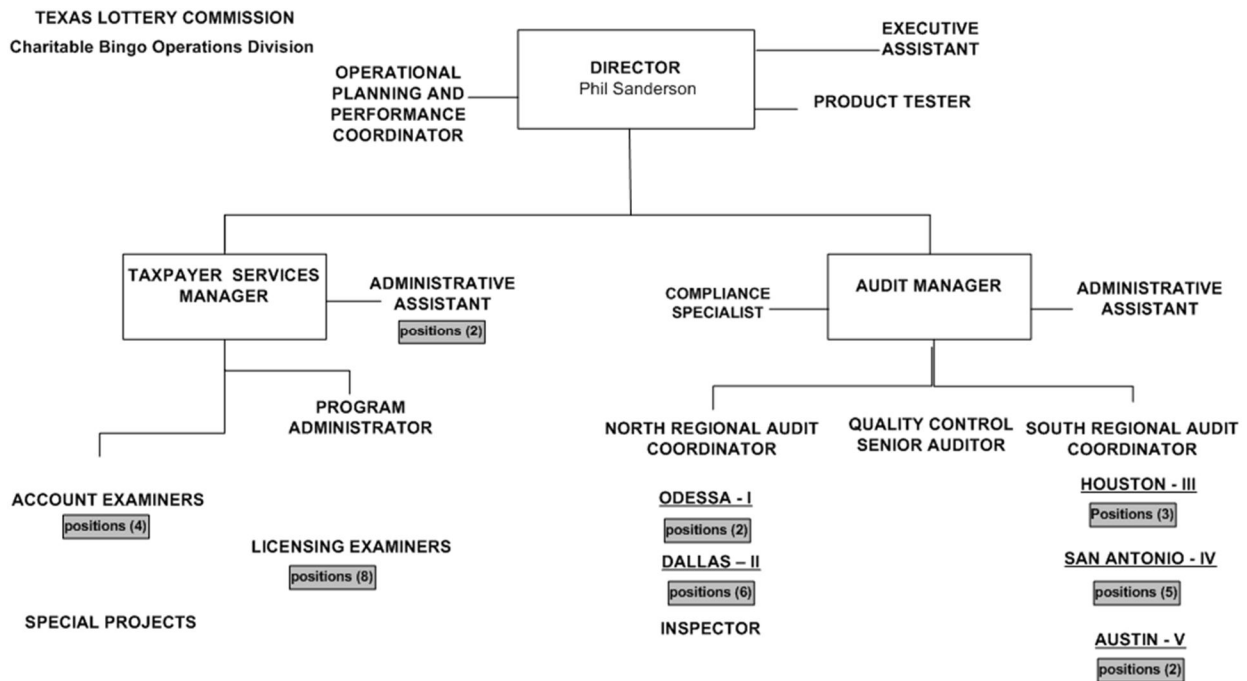 TEXAS LOTTERY COMMISSION
Charitable Bingo Operations Division
DIRECTOR
Phil Sanderson
EXECUTIVE
ASSISTANT
OPERATIONAL
PLANNING AND
PERFORMANCE
COORDINATOR
PRODUCT TESTER
TAXPAYER SERVICES
MANAGER
ADMINISTRATIVE
ASSISTANT
positions (2)
COMPLIANCE
SPECIALIST
AUDIT MANAGER
ADMINISTRATIVE
ASSISTANT
PROGRAM
ADMINISTRATOR
ACCOUNT EXAMINERS
positions (4)
LICENSING EXAMINERS
positions (8)
SPECIAL PROJECTS
NORTH REGIONAL AUDIT
COORDINATOR
ODESSA - I
positions (2)
DALLAS – II
positions (6)
INSPECTOR
QUALITY CONTROL
SENIOR AUDITOR
SOUTH REGIONAL AUDIT
COORDINATOR
HOUSTON - III
Positions (3)
SAN ANTONIO - IV
positions (5)
AUSTIN - V
positions (2)